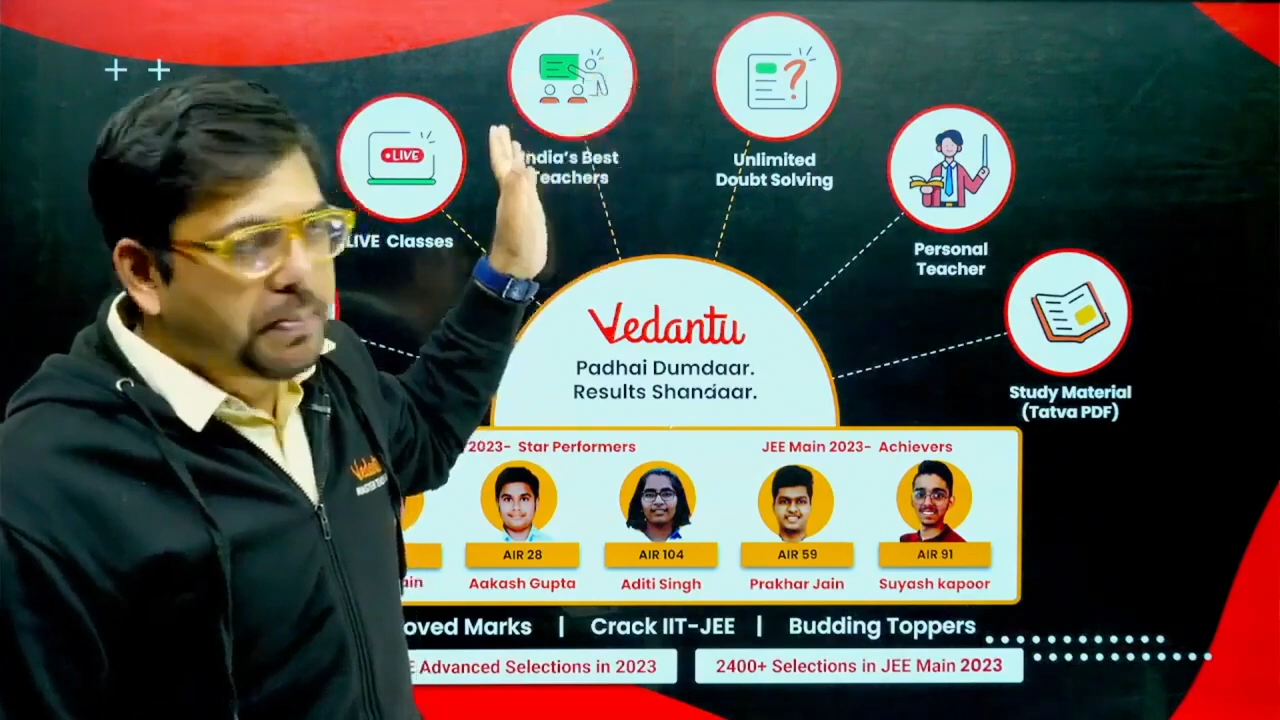 LIVE
LIVE Classes
India's Best
Teachers
Unlimited
Doubt Solving
Personal
Teacher
Study Material
(Tatva PDF)
Vedantu
Padhai Dumdaar.
Results Shandaar.
2023- Star Performers
JEE Main 2023- Achievers
AIR 28
AIR 104
AIR 59
AIR 91
ain
Aakash Gupta
Aditi Singh
Prakhar Jain
Suyash kapoor
oved Marks | Crack IIT-JEE | Budding Toppers
E Advanced Selections in 2023
2400+ Selections in JEE Main 2023
Vedantu